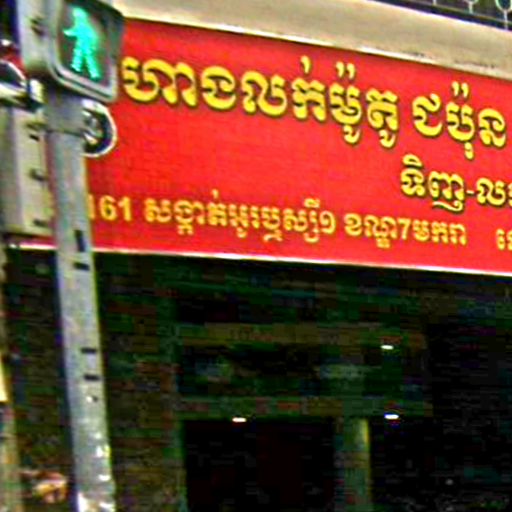 ហាងលក់ម៉ូតូ ជប៉ុន
ទិញ-លក់
161 សង្កាត់អូរឬស្សី១ ខណ្ឌ7មករា